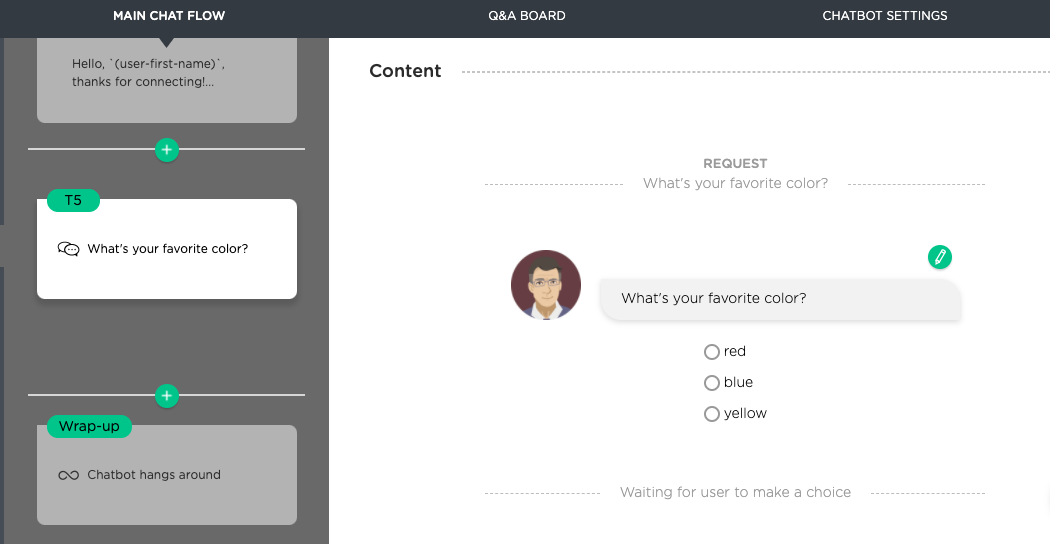 MAIN CHAT FLOW
Q&A BOARD
CHATBOT SETTINGS
Hello, `(user-first-name)`,
thanks for connecting!...
T5
What's your favorite color?
Wrap-up
Chatbot hangs around
Content
REQUEST
What's your favorite color?
What's your favorite color?
red
blue
yellow
Waiting for user to make a choice